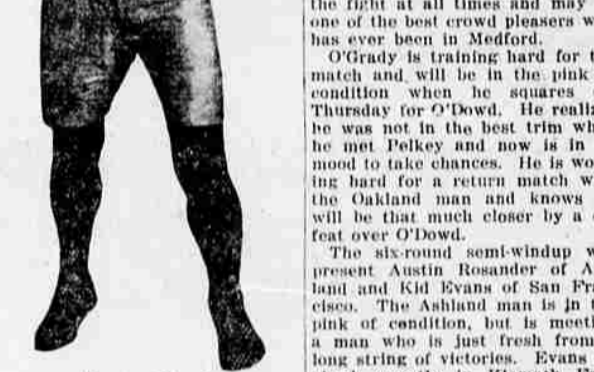 the fight at all times and may
one of the best crowd pleasers w
has ever been in Medford.
O'Grady is training hard for t
match and will be in the pink
condition when he squares
Thursday for O'Dowd. He realiz
he was not in the best trim wh
he met Pelkey and now is in
mood to take chances. He is wo
ing hard for a return match w
the Oakland man and knows
will be that much closer by a
feat over O'Dowd.
The six-round semi-windup w
present Austin Rosander of A
land and Kid Evans of San Fra
cisco. The Ashland man is in t
pink of condition, but is meeti
a man who is just fresh from
long string of victories. Evans